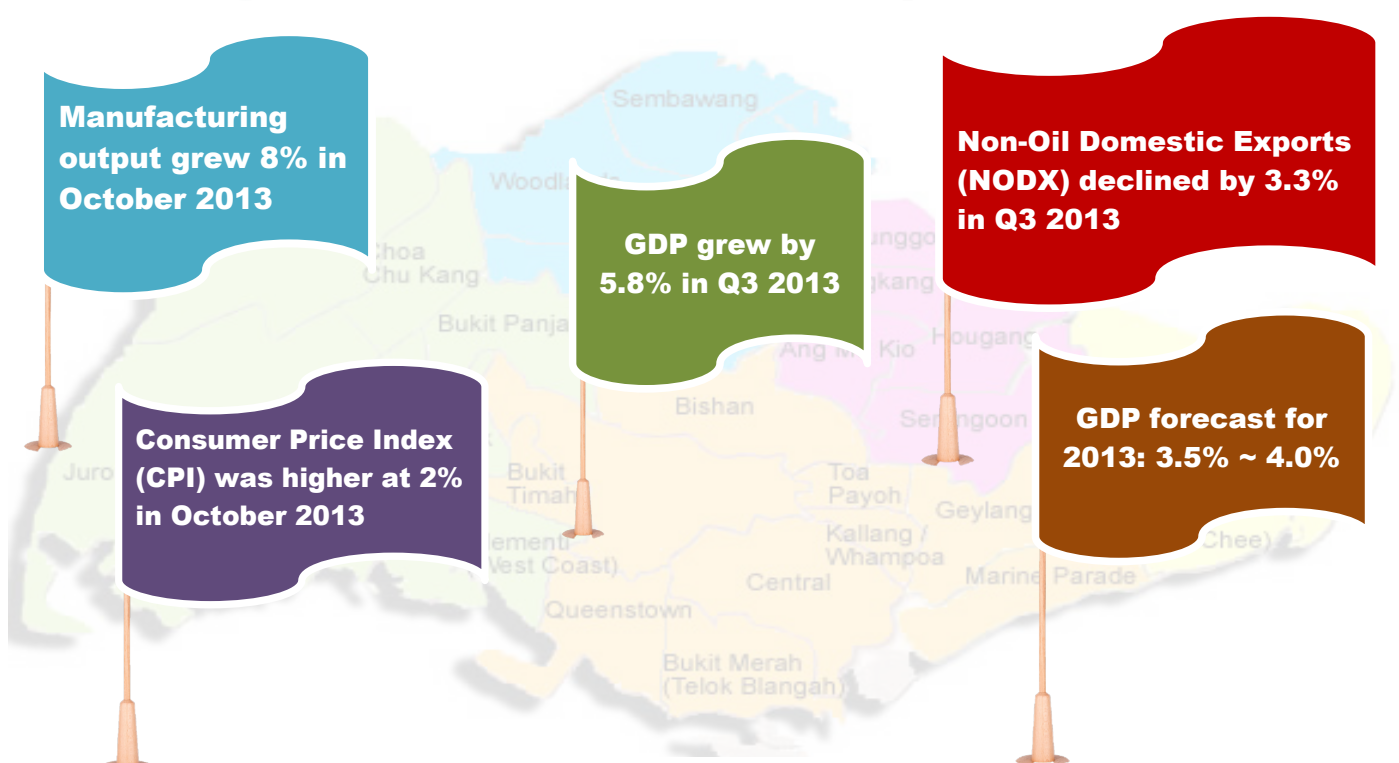 Manufacturing
output grew 8% in
October 2013
Non-Oil Domestic Exports
(NODX) declined by 3.3%
in Q3 2013
GDP grew by
5.8% in Q3 2013
Consumer Price Index
(CPI) was higher at 2%
in October 2013
GDP forecast for
2013: 3.5% ~ 4.0%
Sembawang
Choa
Chu Kang
Bukit Panja
Hougang
Ang
Kio
Bishan
Bukit
Timah
Toa
Payoh
Geylang
Kallang /
Whampoa
West Coast)
Chee)
Central
Marine Parade
Queenstown
Bukit Merah
(Telok Blangah)